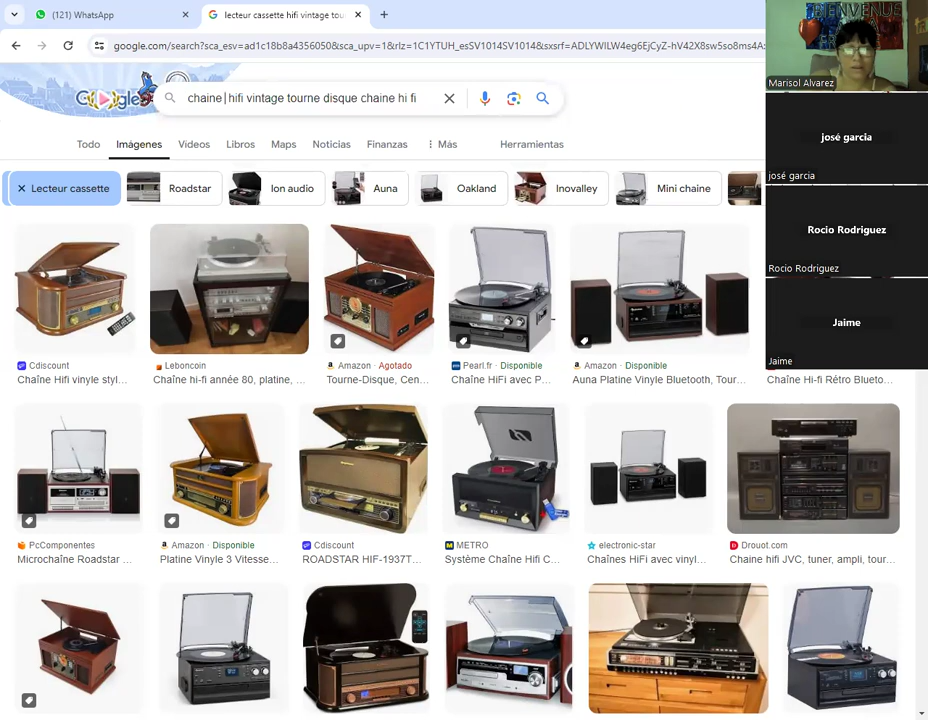 (121) WhatsApp
lecteur cassette hifi vintage tou
google.com/search?sca_esv=ad1c18b8a4356050&sca_upv=1&rlz=1C1YTUH_esSV1014SV1014&sxsrf=ADLYWILW4eg6EjCyZ-hV42X8sw5so8ms4A
Google
chaine hifi vintage tourne disque chaine hi fi
Todo
Imágenes
Videos
Libros
Maps
Noticias
Finanzas
Más
Herramientas
Lecteur cassette
Roadstar
Ion audio
Auna
Oakland
Inovalley
Mini chaine
BIENVENUE
Marisol Alvarez
josé garcia
josé garcia
Rocio Rodriguez
Rocio Rodriguez
Jaime
Jaime
Cdiscount
Chaîne Hifi vinyle styl...
Leboncoin
Chaîne hi-fi année 80, platine, ...
Amazon · Agotado
Tourne-Disque, Cen...
Pearl.fr · Disponible
Chaîne HiFi avec P...
Amazon · Disponible
Auna Platine Vinyle Bluetooth, Tour...
Chaîne Hi-fi Rétro Blueto...
PcComponentes
Microchaîne Roadstar ...
Amazon · Disponible
Platine Vinyle 3 Vitesse...
Cdiscount
ROADSTAR HIF-1937T...
METRO
Système Chaîne Hifi C...
electronic-star
Chaînes HiFi avec vinyl...
Drouot.com
Chaine hifi JVC, tuner, ampli, tour...